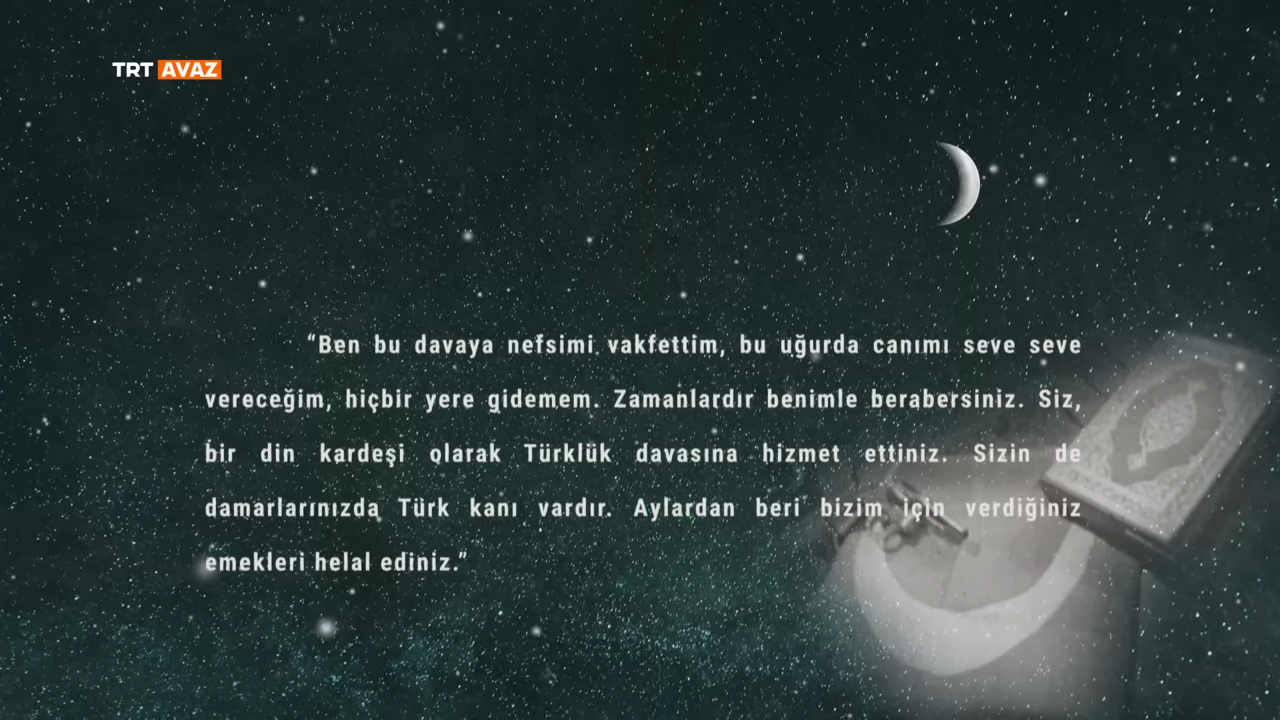 TRT AVAZ
“Ben bu davaya nefsimi vakfettim, bu uğurda canımı seve seve
vereceğim, hiçbir yere gidemem. Zamanlardır benimle berabersiniz. Siz,
bir din kardeşi olarak Türklük davasına hizmet ettiniz. Sizin de
damarlarınızda Türk kanı vardır. Aylardan beri bizim için verdiğiniz
emekleri helal ediniz.”